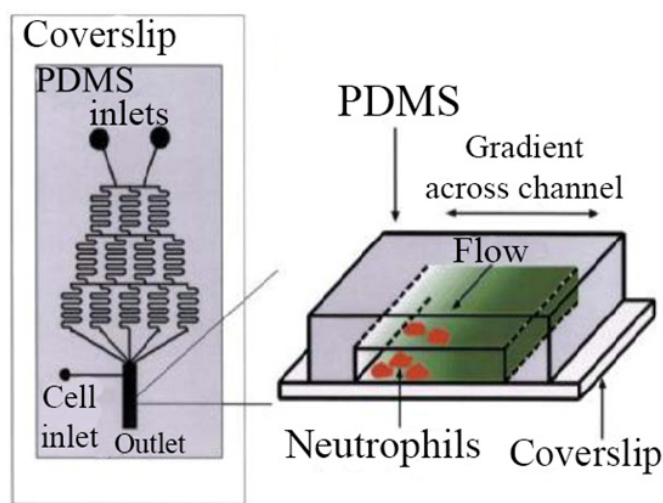 Coverslip
PDMS
inlets
Cell
inlet
Outlet
PDMS
Gradient
across channel
Flow
Neutrophils
Coverslip